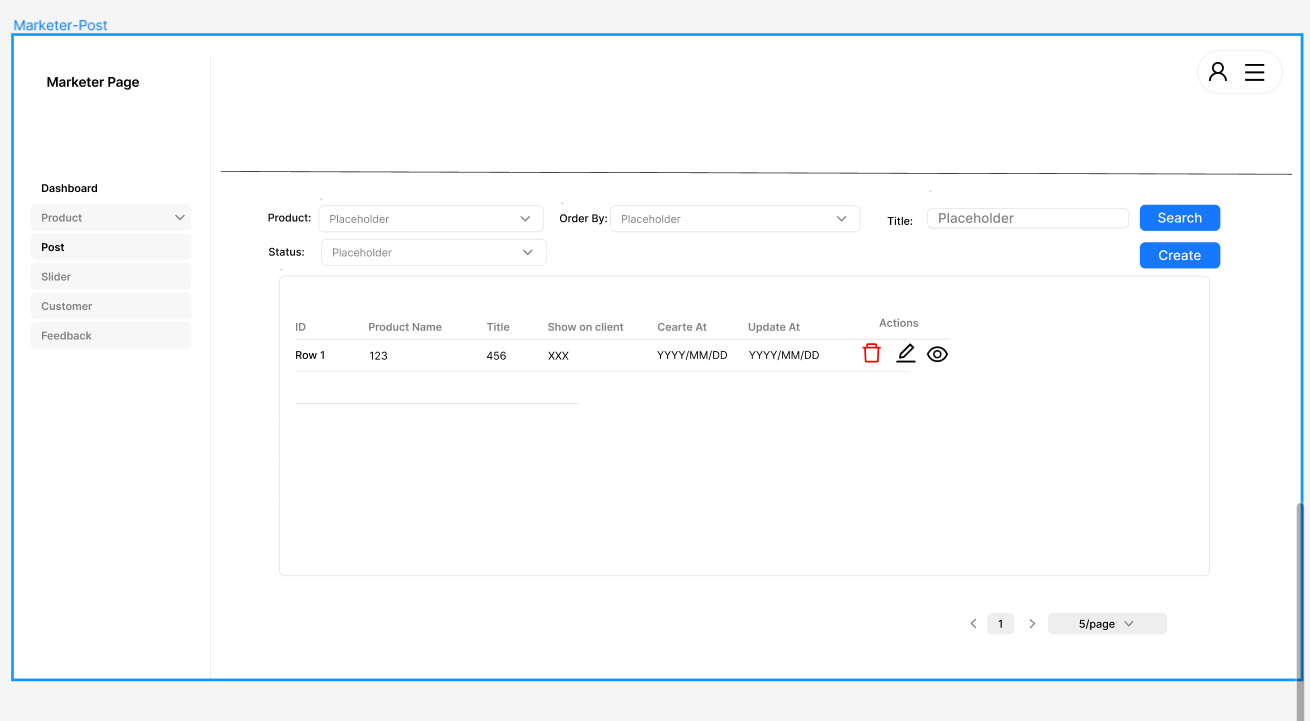 Marketer-Post
Marketer Page
Dashboard
Product
Post
Slider
Customer
Feedback
Product: Placeholder Order By: Placeholder Title: Placeholder Search
Status: Placeholder Create
ID Product Name Title Show on client Cearte At Update At Actions
Row 1 123 456 XXX YYYY/MM/DD YYYY/MM/DD
1 5/page